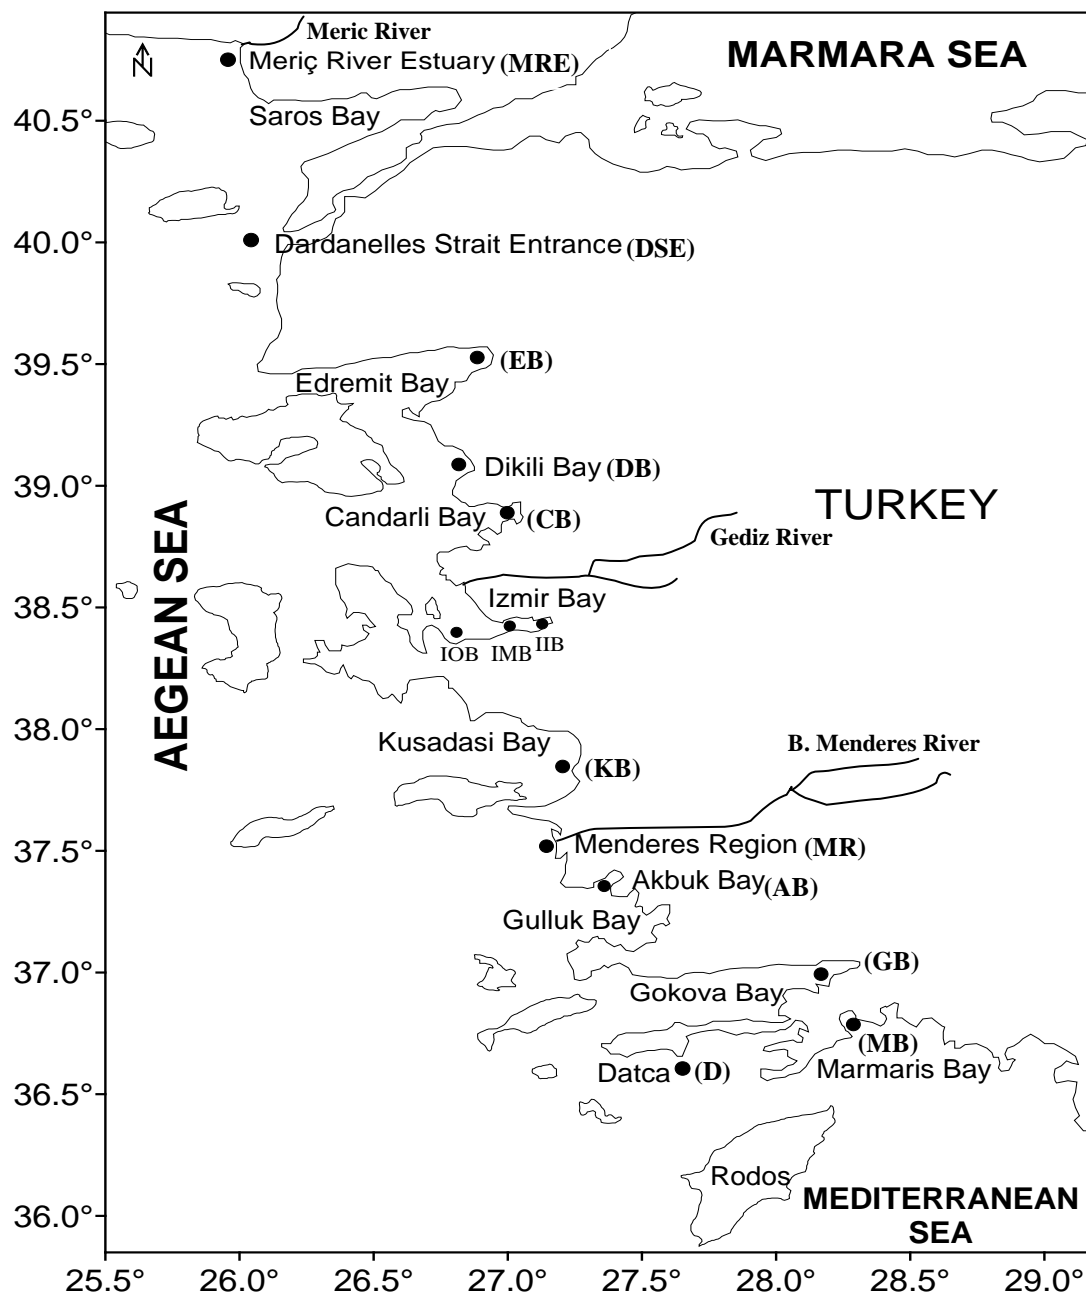 Meric River
MARMARA SEA
N
Meriç River Estuary (MRE)
Saros Bay
40.5°
40.0°
Dardanelles Strait Entrance (DSE)
39.5°
(EB)
Edremit Bay
Dikili Bay (DB)
39.0°
TURKEY
Candarli Bay (CB)
Gediz River
AEGEAN SEA
38.5°
Izmir Bay
IOB IMB IIB
38.0°
Kusadasi Bay
B. Menderes River
(KB)
37.5°
Menderes Region (MR)
Akbuk Bay (AB)
Gulluk Bay
37.0°
(GB)
Gokova Bay
(MB)
Marmaris Bay
Datca (D)
36.5°
Rodos
MEDITERRANEAN
SEA
36.0°
25.5° 26.0° 26.5° 27.0° 27.5° 28.0° 28.5° 29.0°